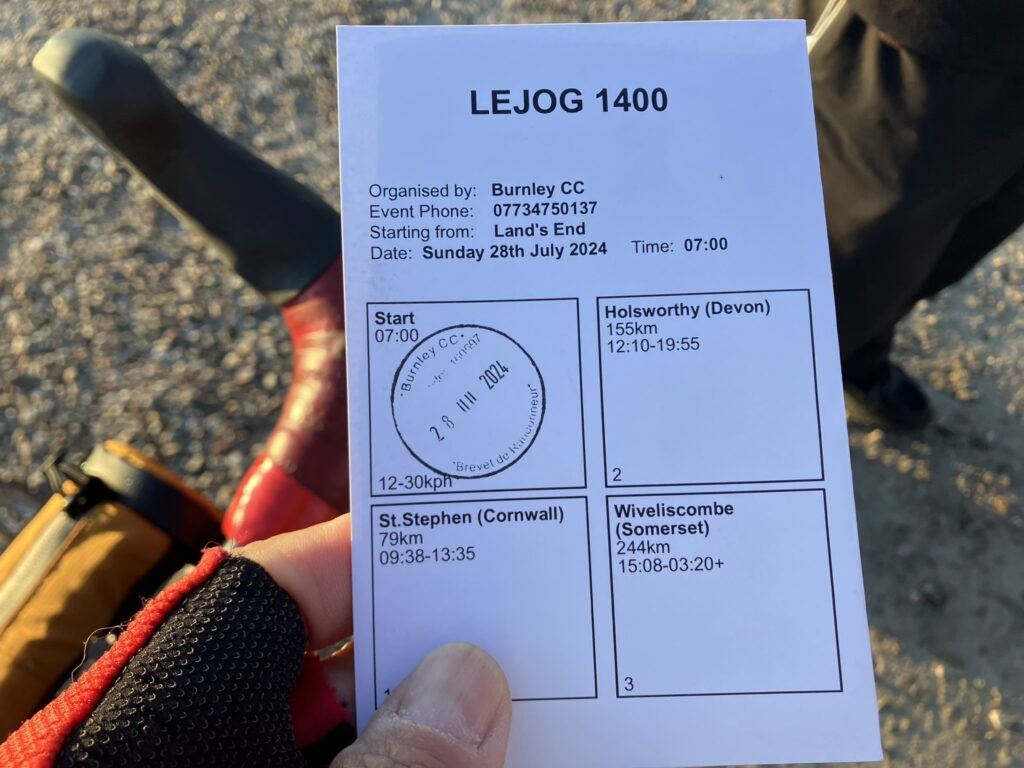 LEJOG 1400
Organised by: Burnley CC
Event Phone: 07734750137
Starting from: Land's End
Date: Sunday 28th July 2024 Time: 07:00
Start
07:00
Burnley CC
28 2024
Brevet de Randonneur
12-30kph
Holsworthy (Devon)
155km
12:10-19:55
2
St.Stephen (Cornwall)
79km
09:38-13:35
1
Wiveliscombe
(Somerset)
244km
15:08-03:20+
3